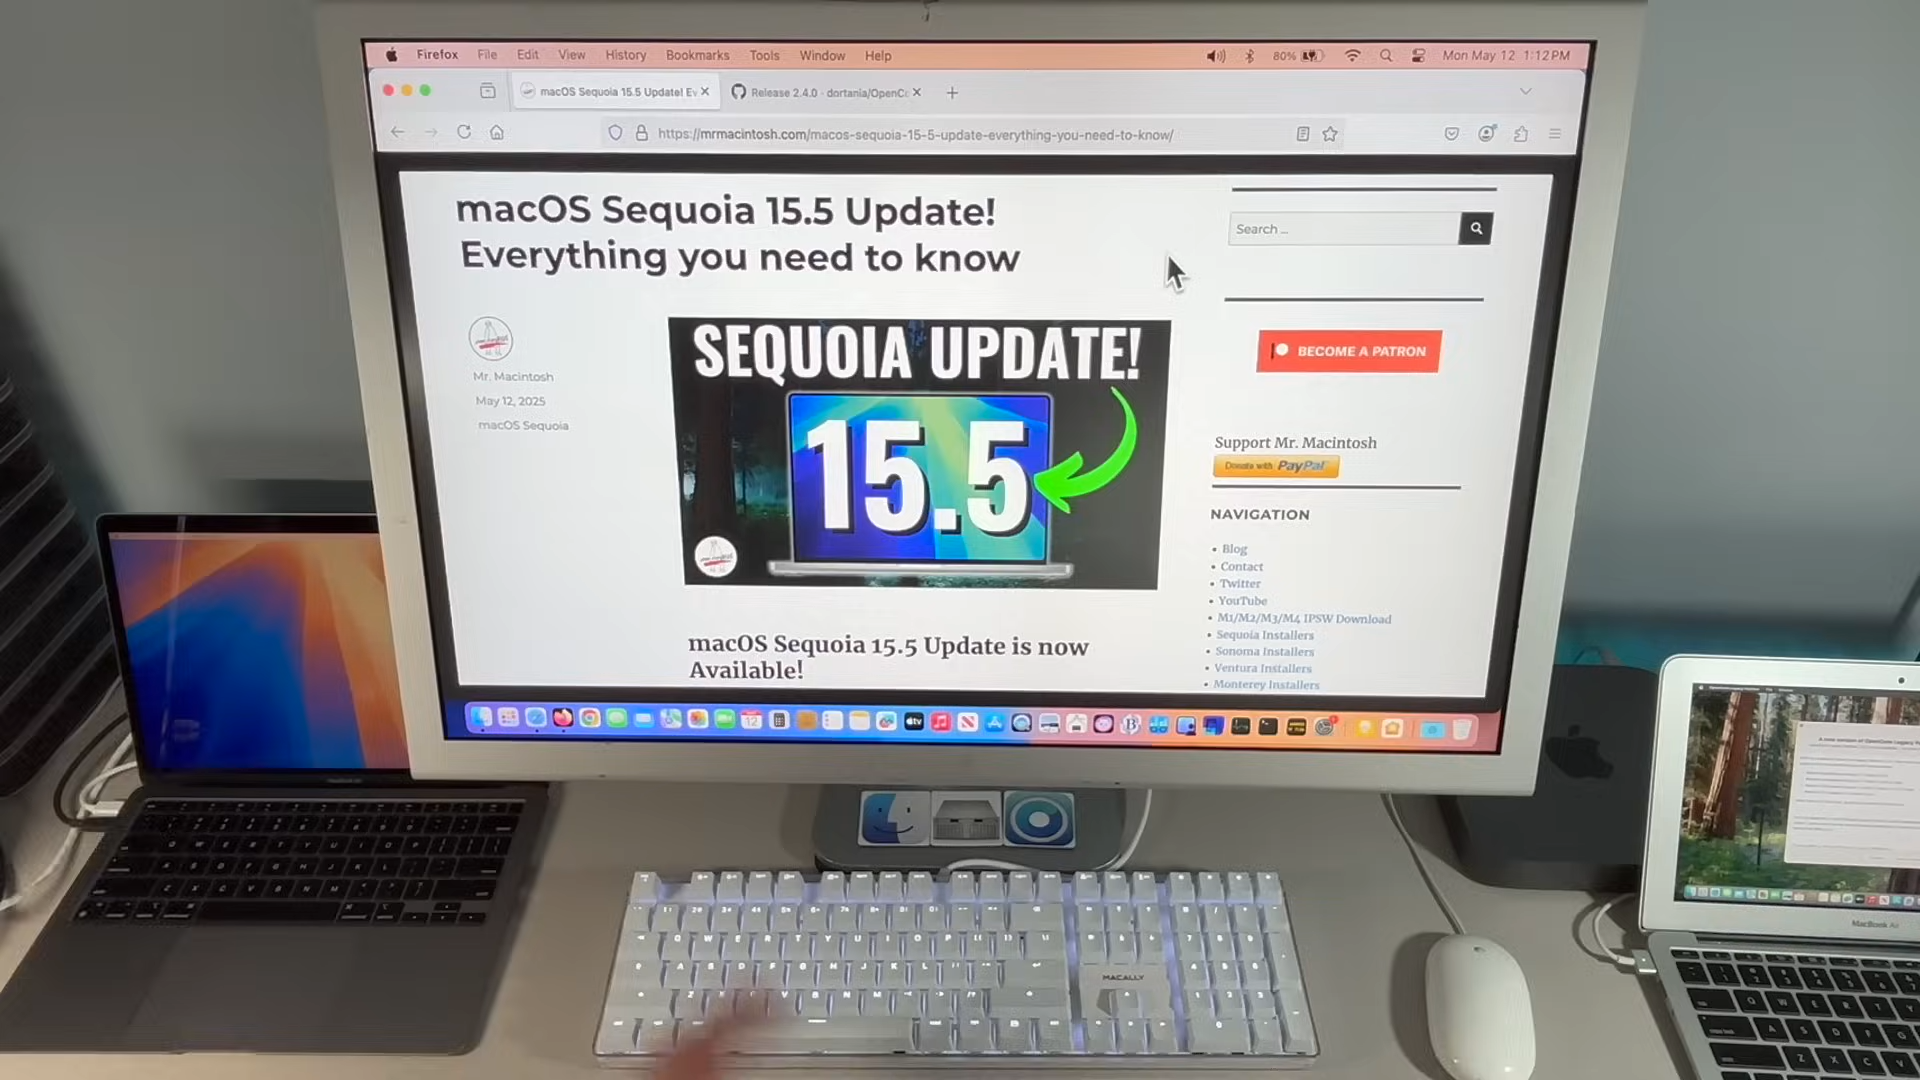 Firefox File Edit View History Bookmarks Tools Window Help 80% Mon May 12 1:12 PM
macOS Sequoia 15.5 Update! Ev
Release 2.4.0 · dortania/OpenCo
https://mrmacintosh.com/macos-sequoia-15-5-update-everything-you-need-to-know/
macOS Sequoia 15.5 Update!
Everything you need to know
Mr. Macintosh
May 12, 2025
macOS Sequoia
SEQUOIA UPDATE!
15.5
macOS Sequoia 15.5 Update is now
Available!
Search ...
BECOME A PATRON
Support Mr. Macintosh
Donate with PayPal
NAVIGATION
Blog
Contact
Twitter
YouTube
M1/M2/M3/M4 IPSW Download
Sequoia Installers
Sonoma Installers
Ventura Installers
Monterey Installers
MACALLY
MacBook Air